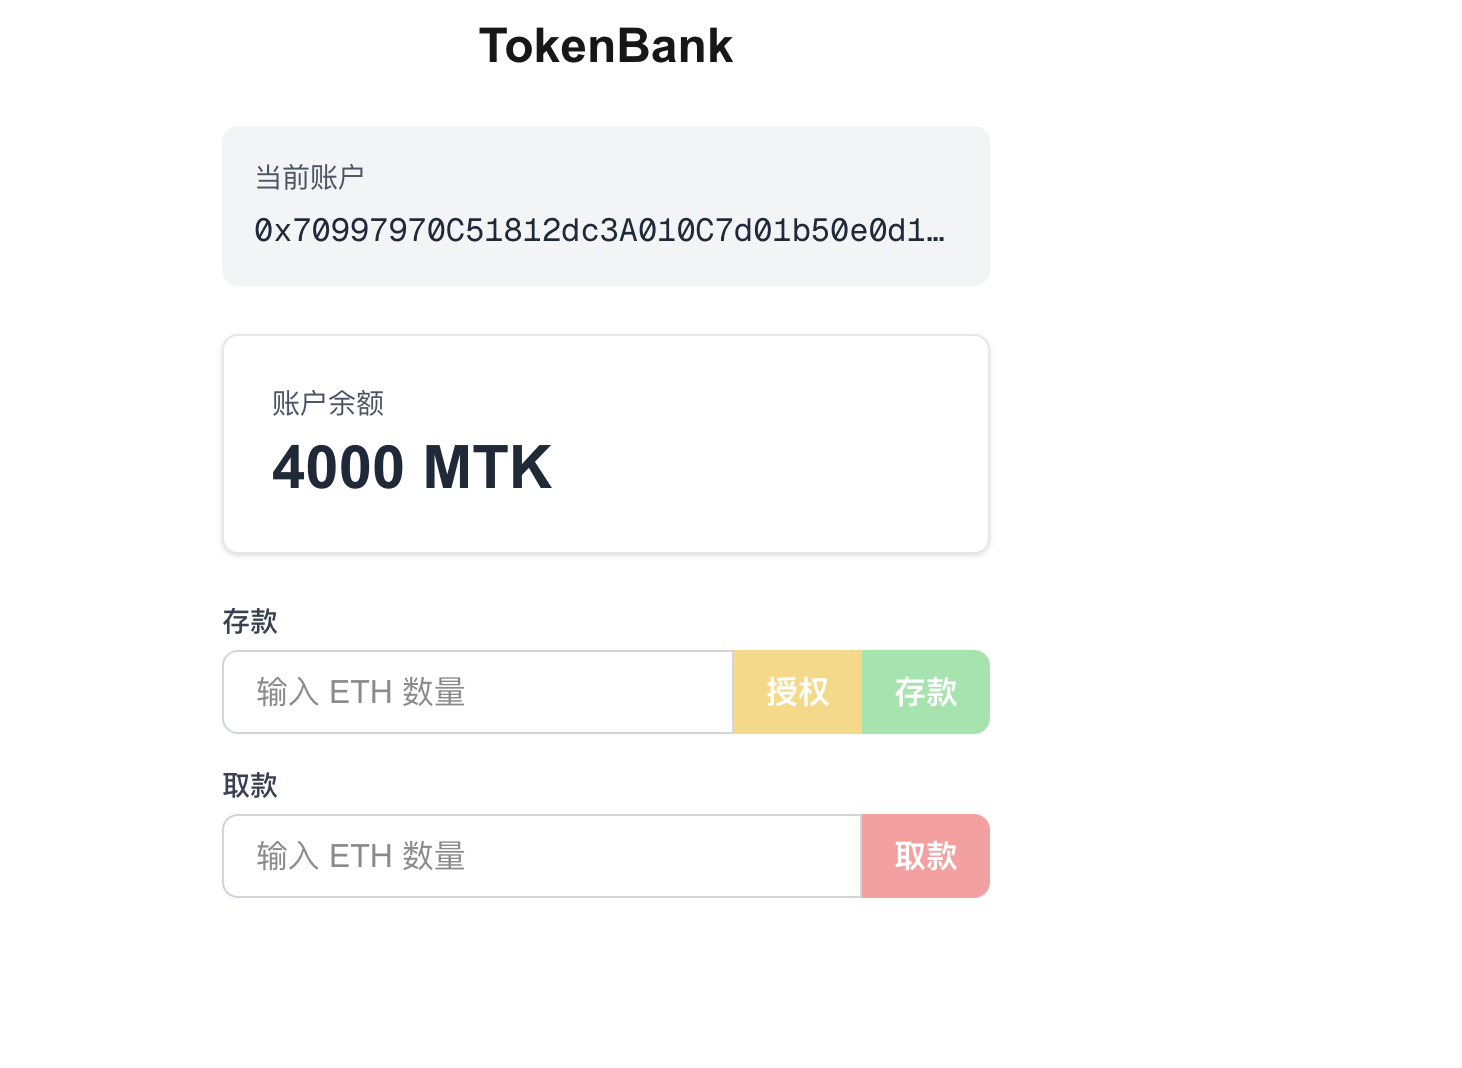 TokenBank
当前账户
0x70997970C51812dc3A010C7d01b50e0d1…
账户余额
4000 MTK
存款
输入 ETH 数量 授权 存款
取款
输入 ETH 数量 取款